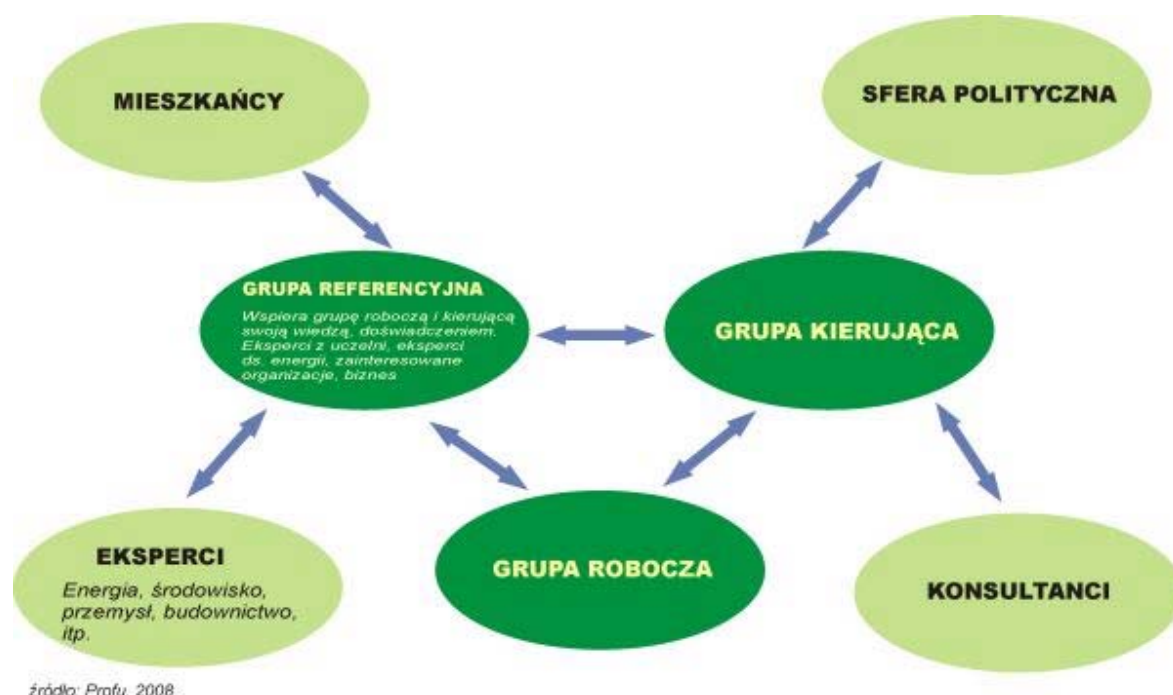 MIESZKAŃCY
SFERA POLITYCZNA
GRUPA REFERENCYJNA
Wspiera grupę roboczą i kierującą
swoją wiedzą, doświadczeniem.
Eksperci z uczelni, eksperci
ds. energii, zainteresowane
organizacje, biznes
GRUPA KIERUJĄCA
EKSPERCI
Energia, środowisko,
przemysł, budownictwo,
itp.
GRUPA ROBOCZA
KONSULTANCI
źródło: Profu, 2008